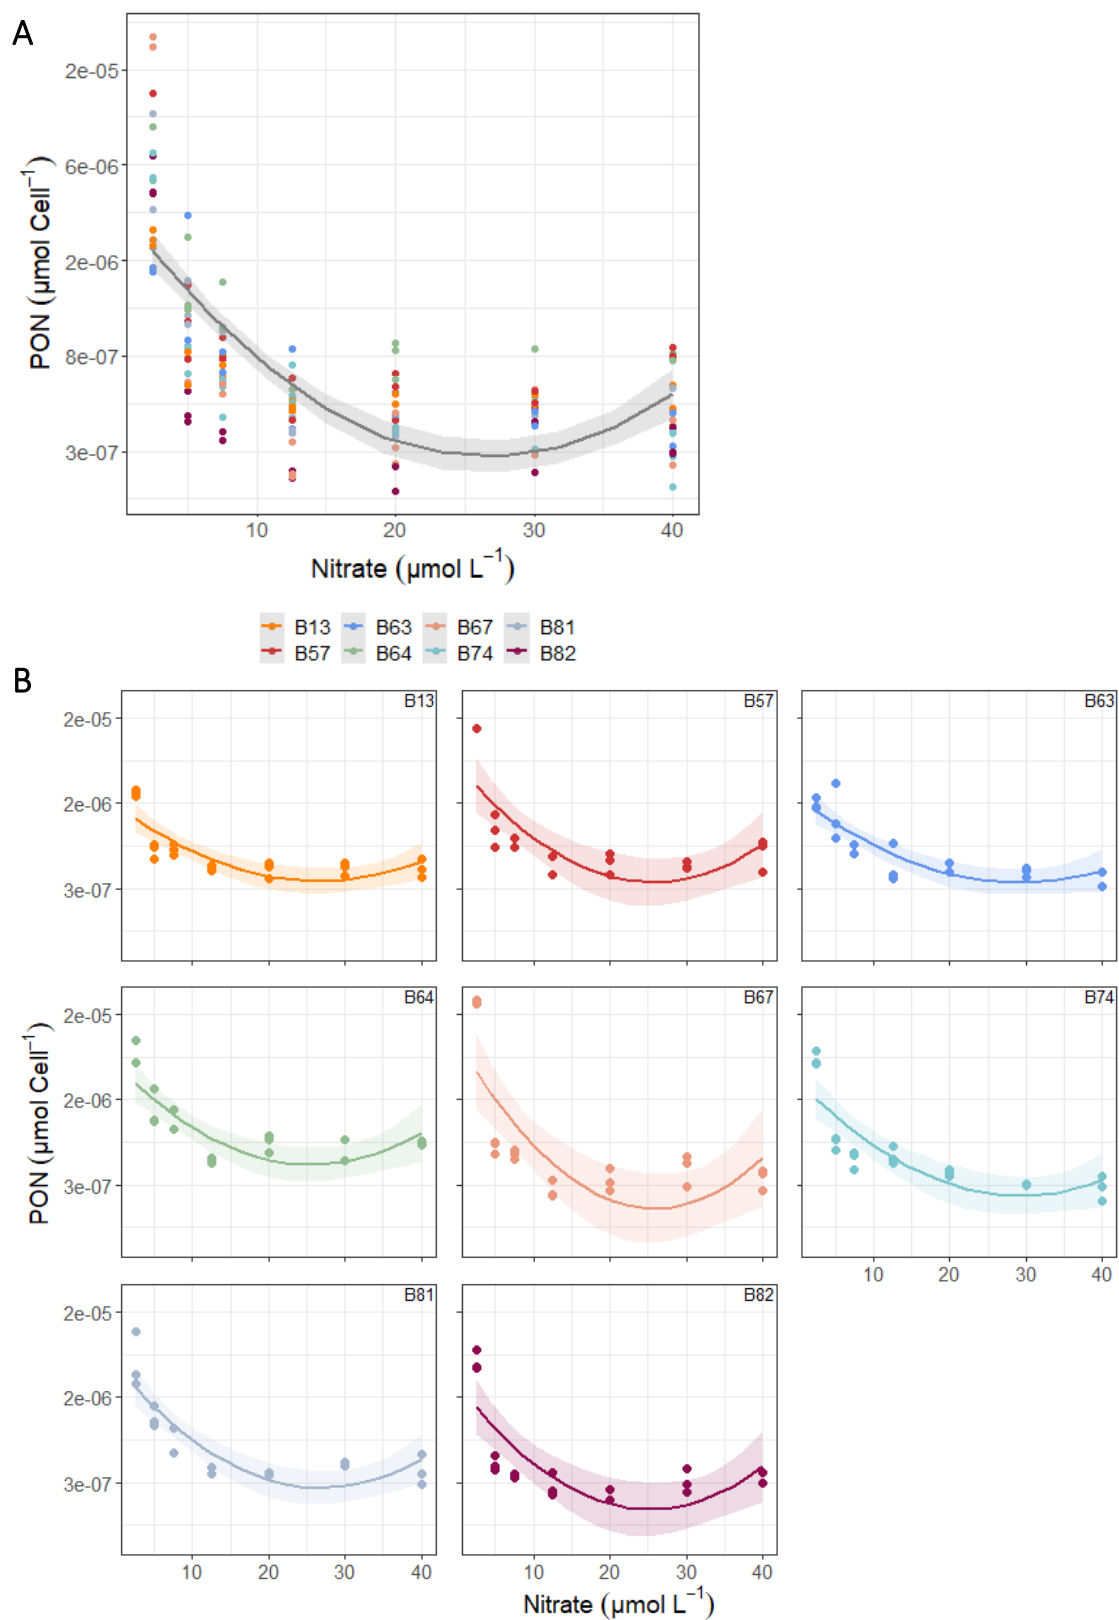 A
2e-05
6e-06
2e-06
8e-07
3e-07
PON (µmol Cell⁻¹)
10 20 30 40
Nitrate (µmol L⁻¹)
B13 B63 B67 B81
B57 B64 B74 B82
B
B13 B57 B63
2e-05
2e-06
3e-07
B64 B67 B74
2e-05
2e-06
3e-07
PON (µmol Cell⁻¹)
10 20 30 40
B81 B82
2e-05
2e-06
3e-07
10 20 30 40 10 20 30 40
Nitrate (µmol L⁻¹)